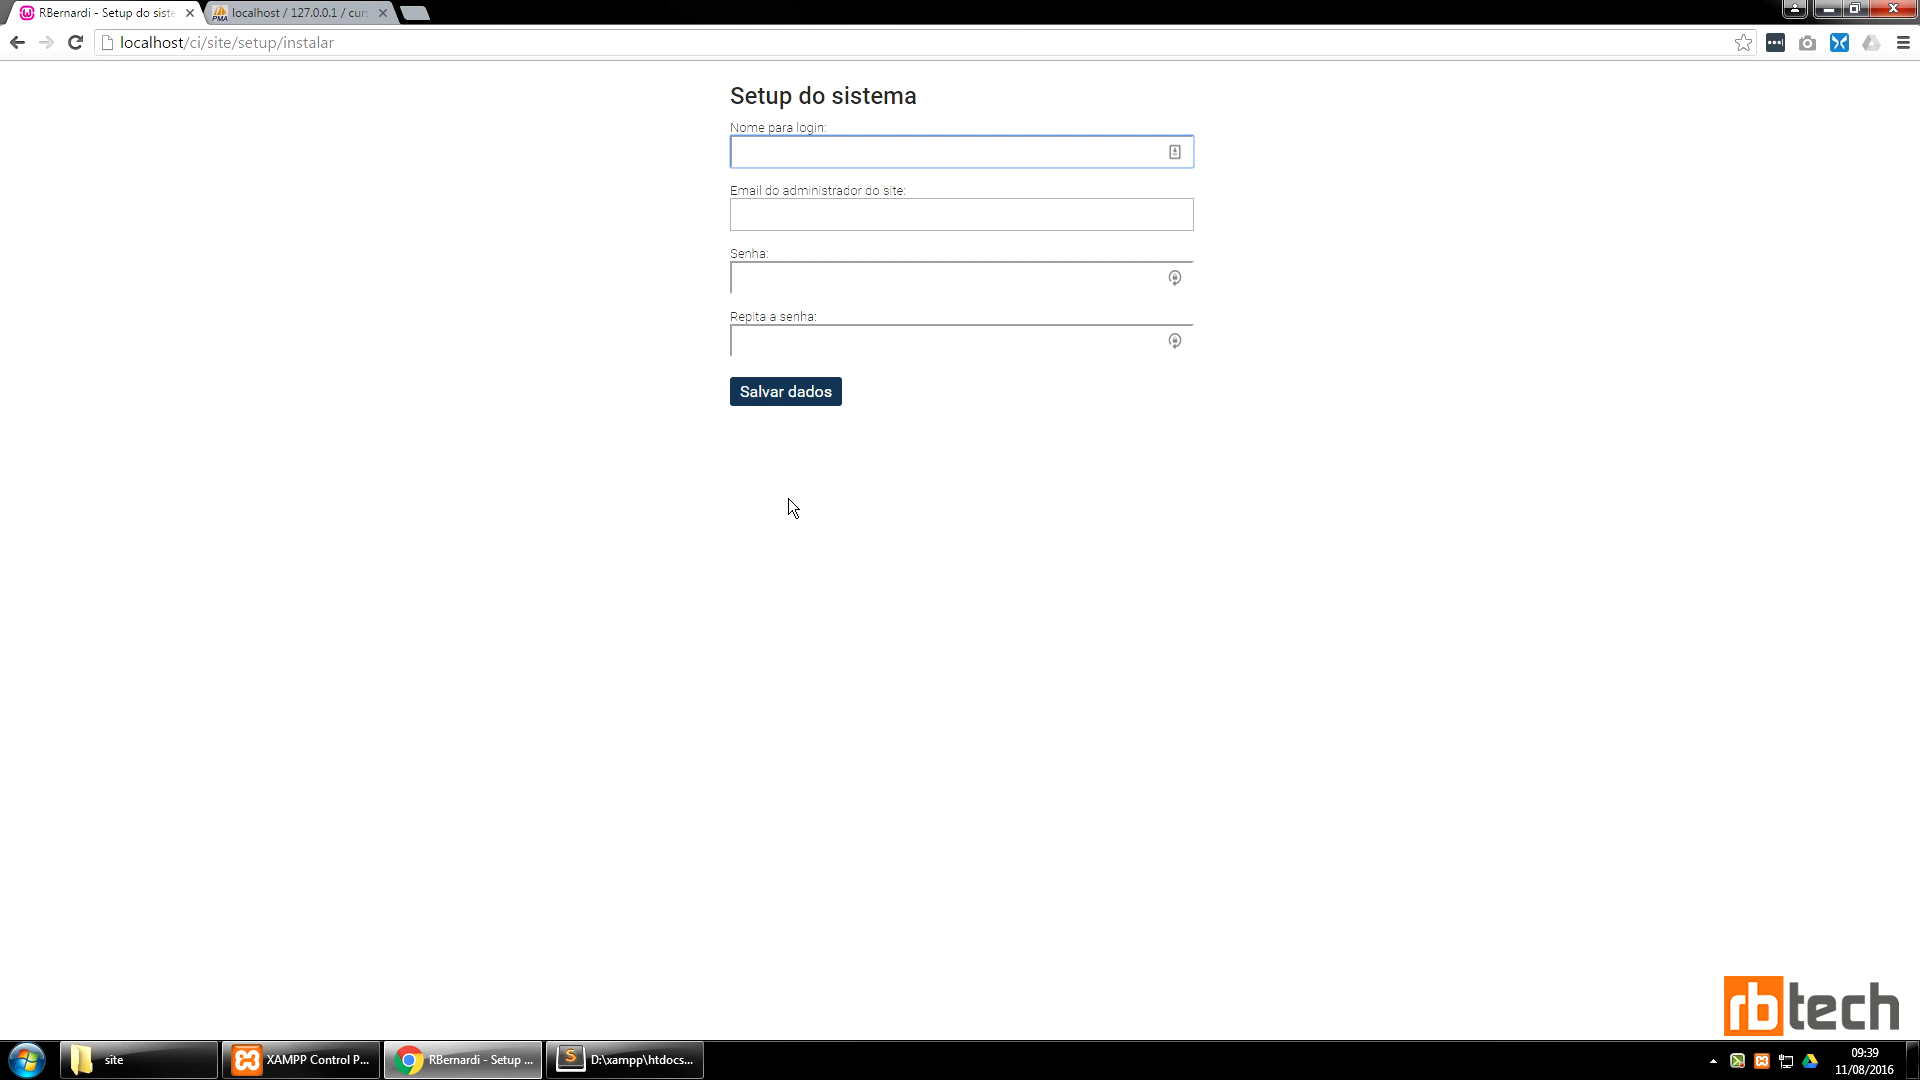 RBernardi - Setup do siste
localhost / 127.0.0.1 / curs
localhost/ci/site/setup/instalar
Setup do sistema
Nome para login:
Email do administrador do site:
Senha:
Repita a senha:
Salvar dados
rbtech
site
XAMPP Control P...
RBernardi - Setup ...
D:\xampp\htdocs...
09:39
11/08/2016